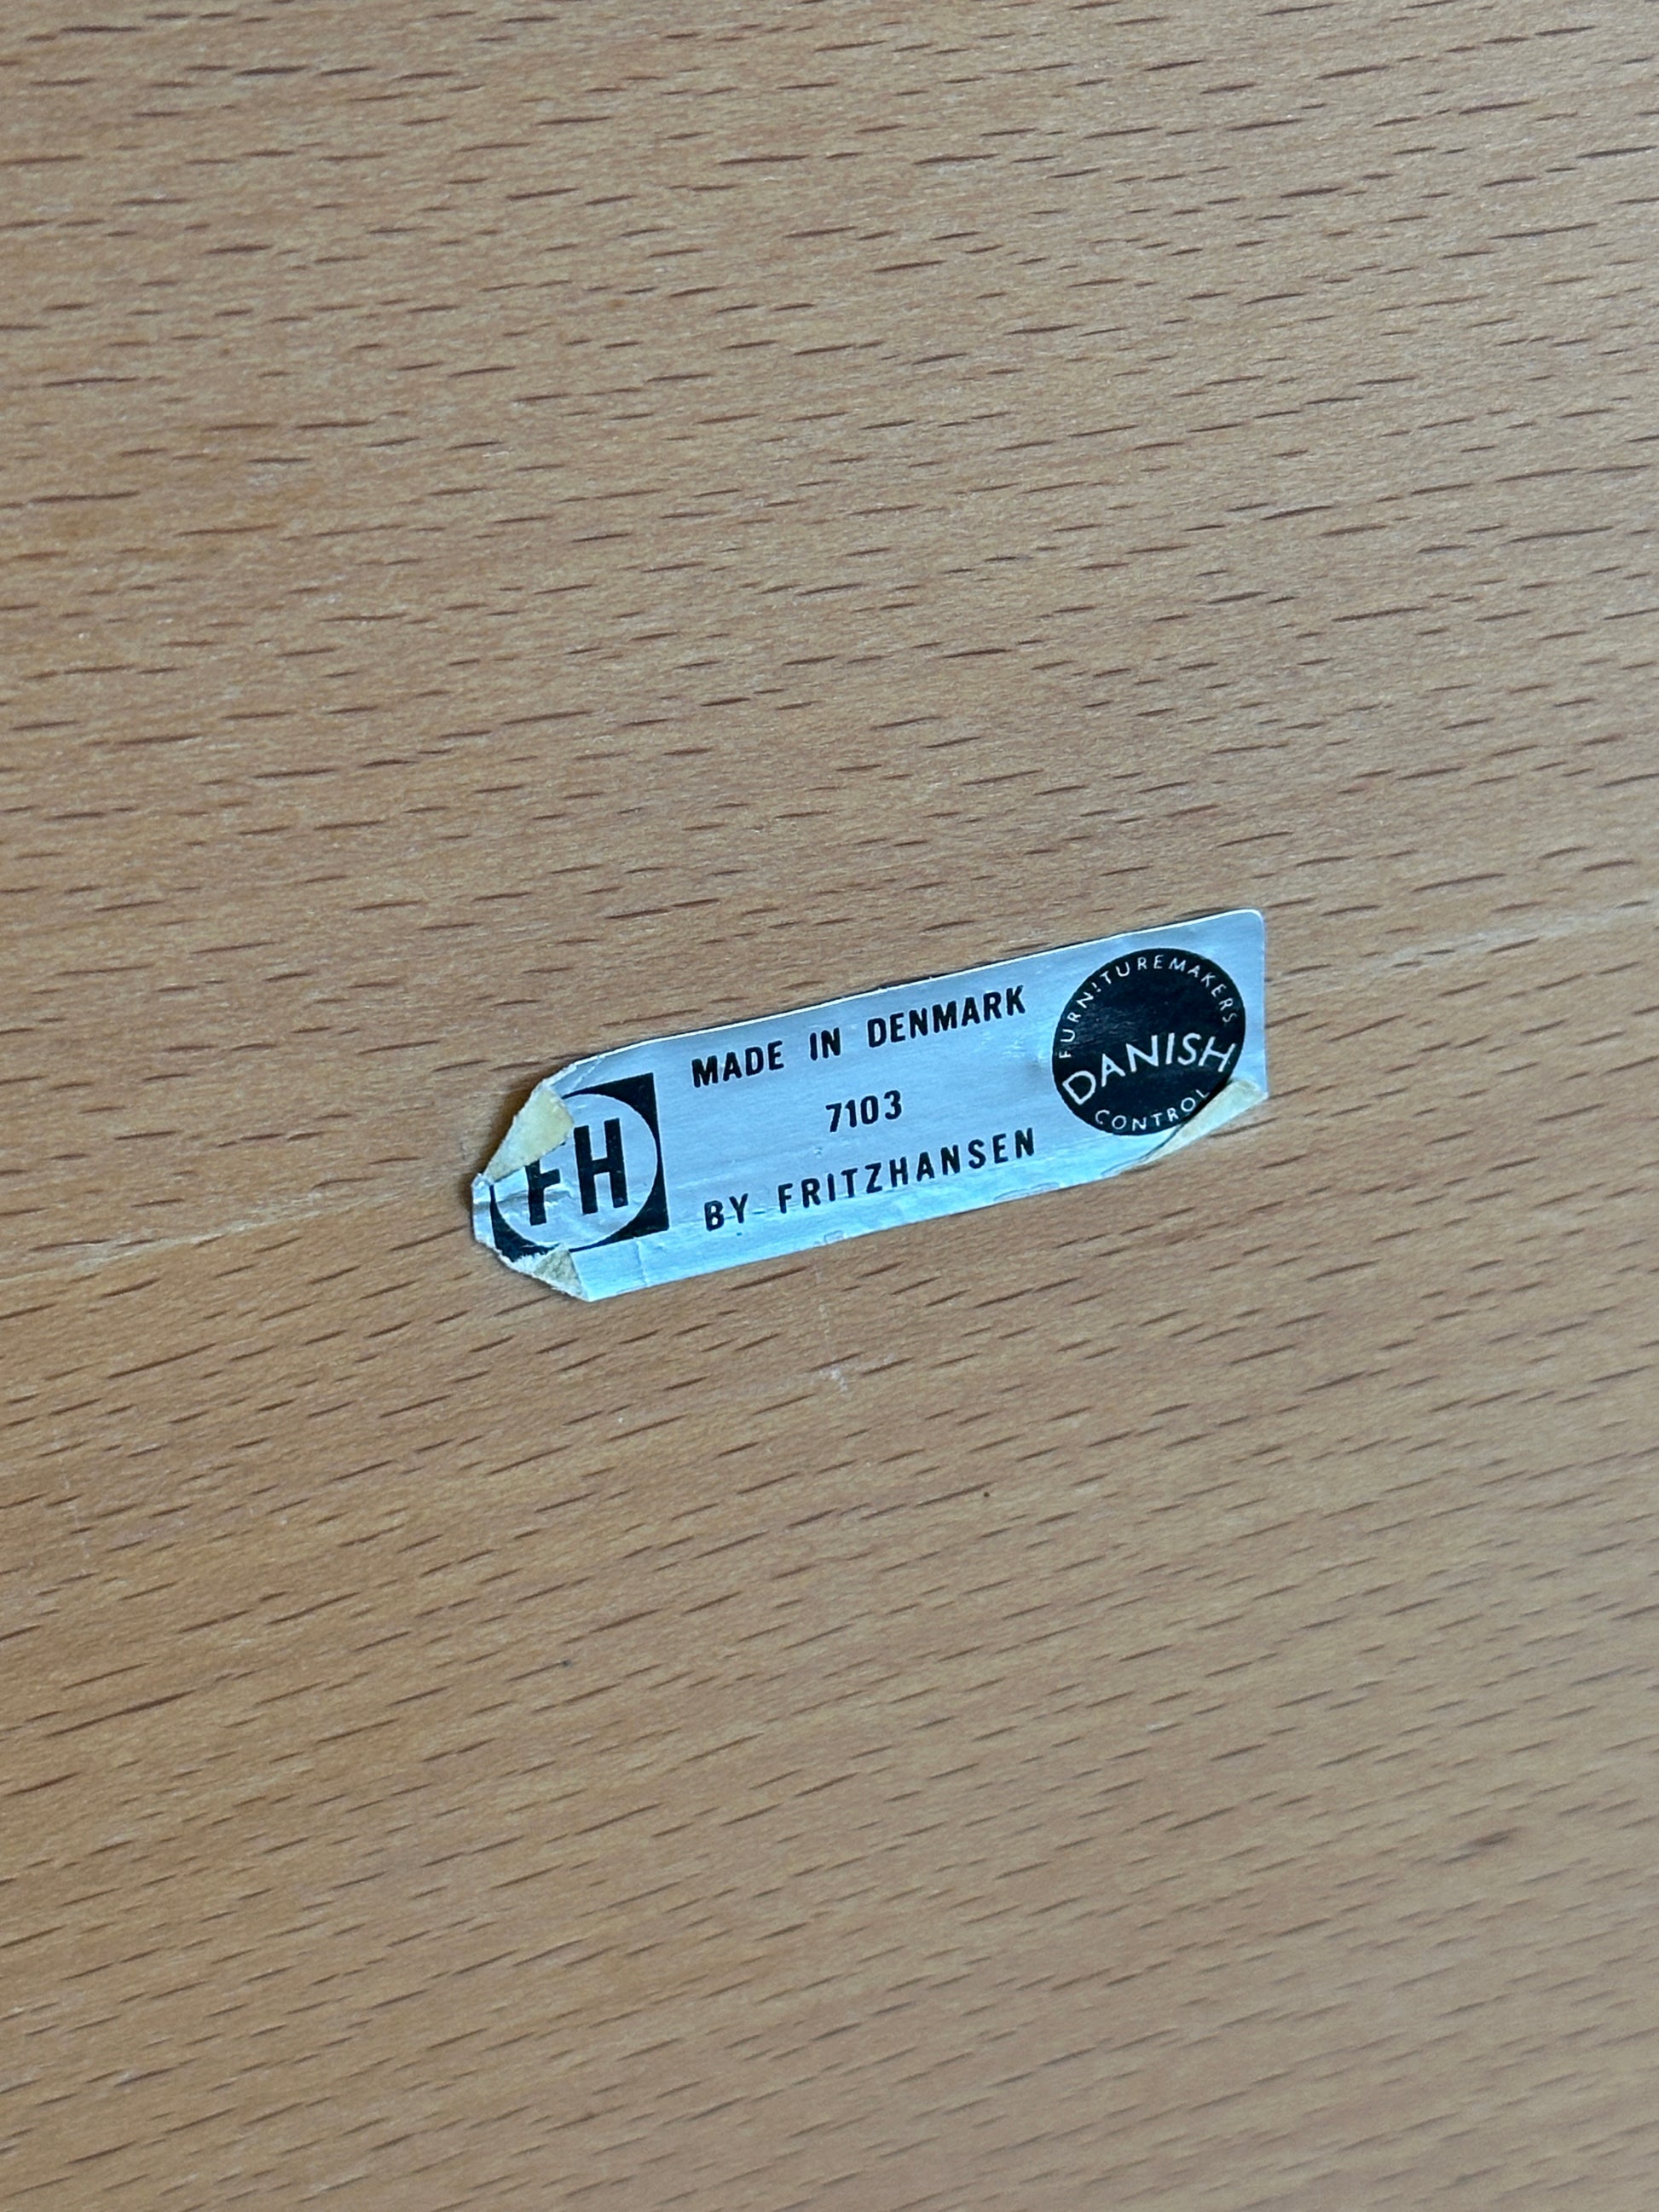 FH
MADE IN DENMARK
7103
BY FRITZHANSEN
FURNITUREMAKERS
DANISH
CONTROL